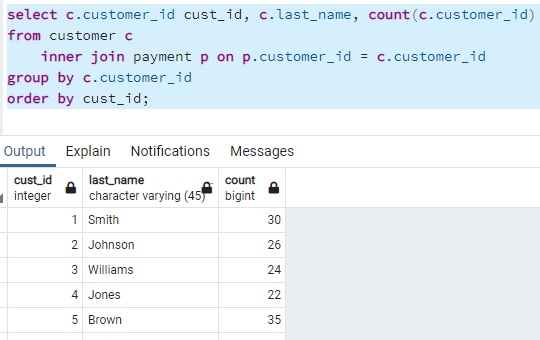 select c.customer_id cust_id, c.last_name, count(c.customer_id)
from customer c
inner join payment p on p.customer_id = c.customer_id
group by c.customer_id
order by cust_id;
Output Explain Notifications Messages
cust_id last_name count
integer character varying (45) bigint
1 Smith 30
2 Johnson 26
3 Williams 24
4 Jones 22
5 Brown 35